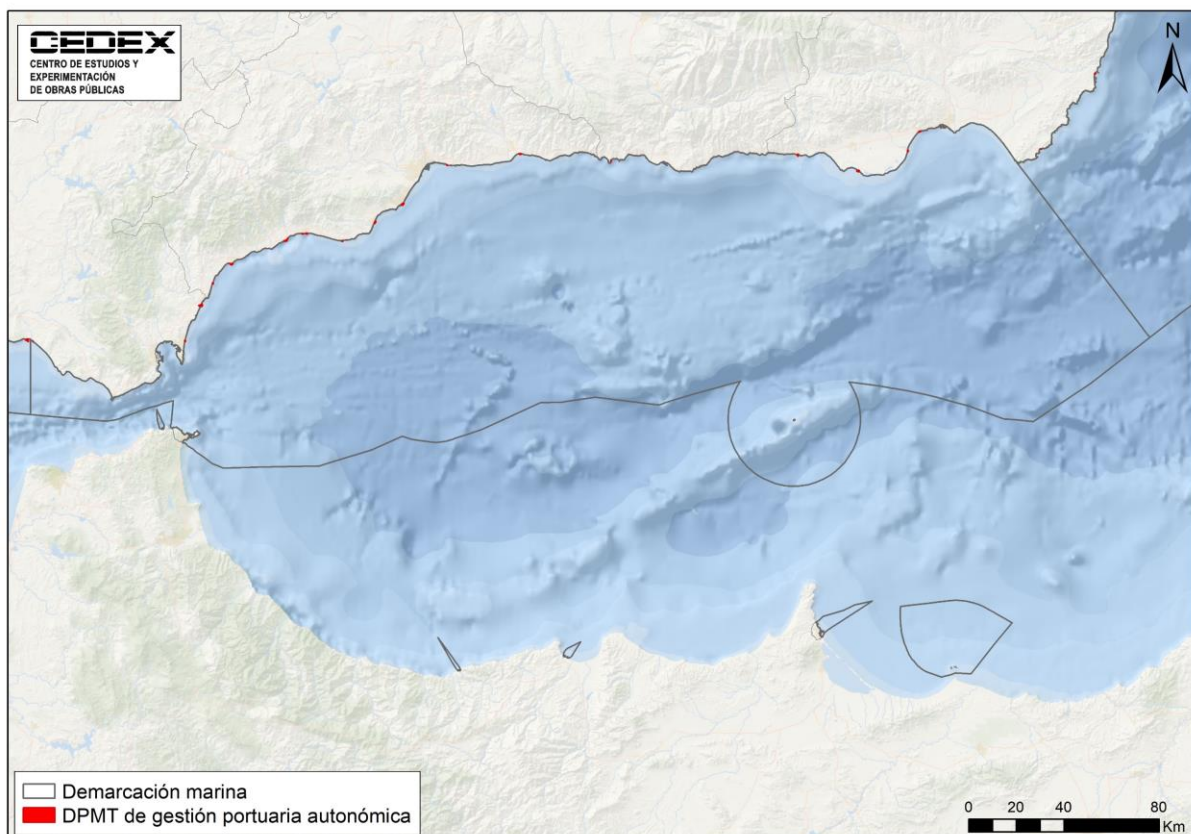 CEDEX
CENTRO DE ESTUDIOS Y
EXPERIMENTACIÓN
DE OBRAS PÚBLICAS
N
Demarcación marina
DPMT de gestión portuaria autonómica
0 20 40 80
Km